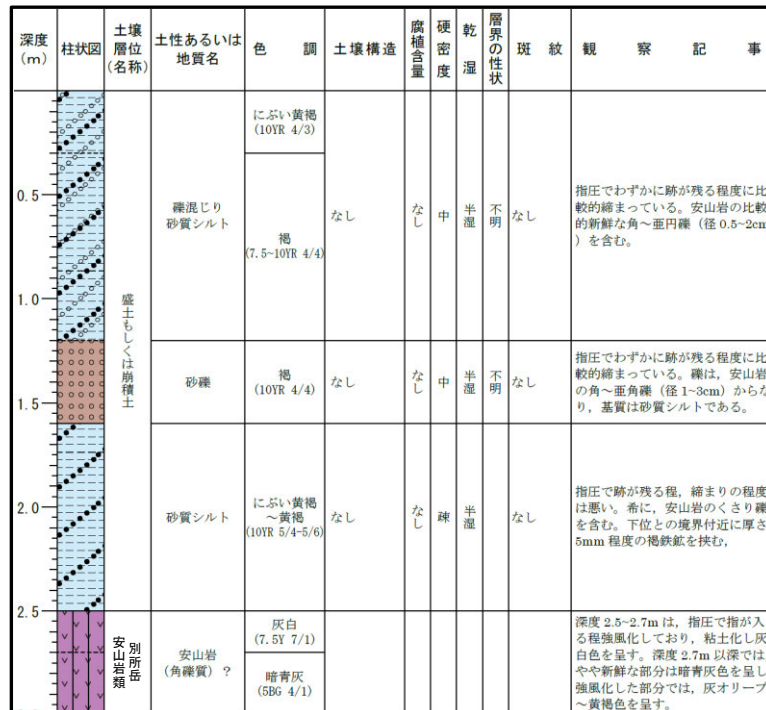 深度 柱状図 土壌 土性あるいは 色 調 土壌構造 腐植含量 硬密度 乾湿 層界の性状 斑 紋 観 察 記 事
(m) 層位 地質名
(名称)
にぶい黄褐
(10YR 4/3)
0.5
礫混じり
砂質シルト
褐
(7.5~10YR 4/4)
なし
なし
中
半湿
不明
なし
指圧でわずかに跡が残る程度に比
較的締まっている。安山岩の比較
的新鮮な角~亜円礫(径 0.5~2cm
)を含む。
1.0
盛土もしくは崩積土
砂礫
褐
(10YR 4/4)
なし
なし
中
半湿
不明
なし
指圧でわずかに跡が残る程度に比
較的締まっている。礫は,安山岩
の角~亜角礫(径 1~3cm)からな
り,基質は砂質シルトである。
1.5
2.0
砂質シルト
にぶい黄褐
~黄褐
(10YR 5/4~5/6)
なし
なし
疎
半湿
なし
指圧で跡が残る程,締まりの程度
は悪い。希に,安山岩のくさり礫
を含む。下位との境界付近に厚さ
5mm 程度の褐鉄鉱を挟む,
2.5
別所岳
安山岩類
安山岩
(角礫質)?
灰白
(7.5Y 7/1)
暗青灰
(5BG 4/1)
深度 2.5~2.7m は,指圧で指が入
る程強風化しており,粘土化し灰
白色を呈す。深度 2.7m 以深では
やや新鮮な部分は暗青灰色を呈し
強風化した部分では,灰オリーブ
~黄褐色を呈す。